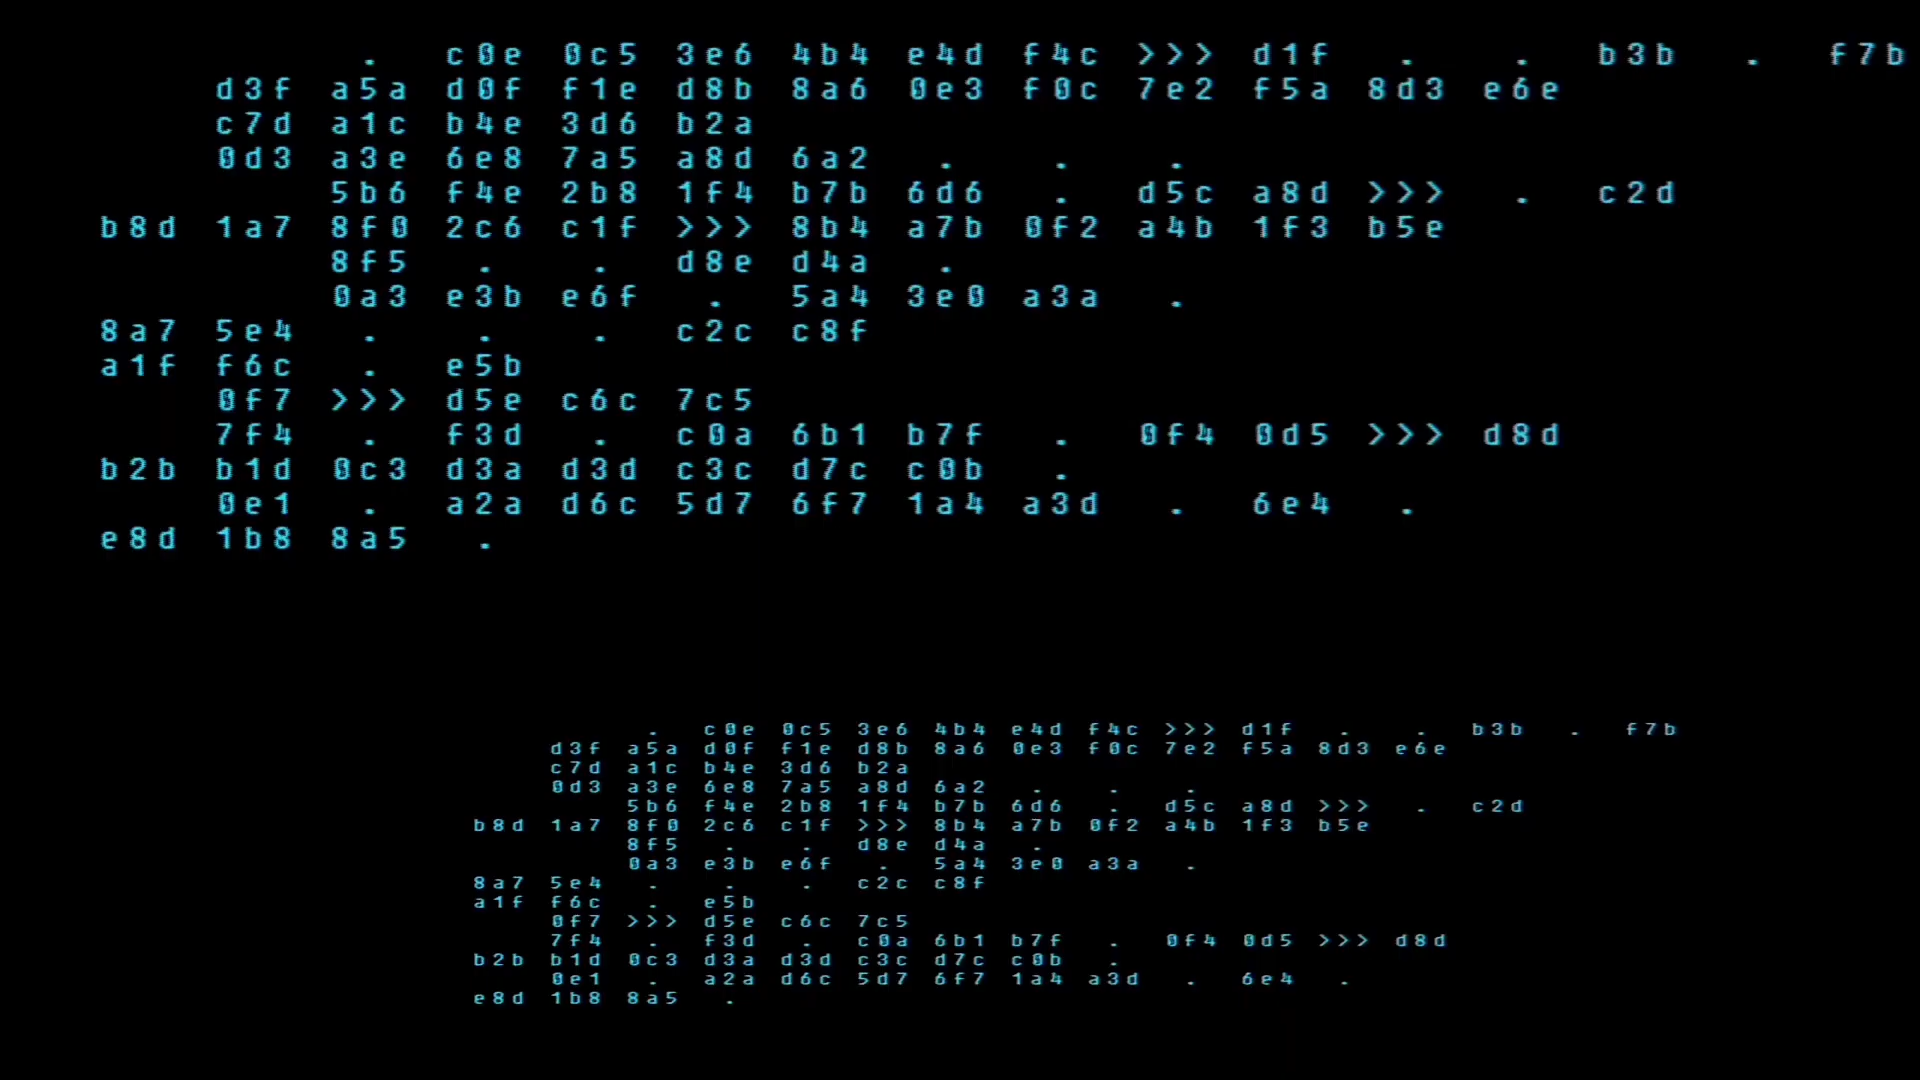 . c0e 0c5 3e6 4b4 e4d f4c >>> d1f . . b3b . f7b
d3f a5a d0f f1e d8b 8a6 0e3 f0c 7e2 f5a 8d3 e6e
c7d a1c b4e 3d6 b2a
0d3 a3e 6e8 7a5 a8d 6a2 . . .
5b6 f4e 2b8 1f4 b7b 6d6 . d5c a8d >>> . c2d
b8d 1a7 8f0 2c6 c1f >>> 8b4 a7b 0f2 a4b 1f3 b5e
8f5 . . d8e d4a .
0a3 e3b e6f . 5a4 3e0 a3a .
8a7 5e4 . . . c2c c8f
a1f f6c . e5b
0f7 >>> d5e c6c 7c5
7f4 . f3d . c0a 6b1 b7f . 0f4 0d5 >>> d8d
b2b b1d 0c3 d3a d3d c3c d7c c0b .
0e1 . a2a d6c 5d7 6f7 1a4 a3d . 6e4 .
e8d 1b8 8a5 .
. c0e 0c5 3e6 4b4 e4d f4c >>> d1f . . b3b . f7b
d3f a5a d0f f1e d8b 8a6 0e3 f0c 7e2 f5a 8d3 e6e
c7d a1c b4e 3d6 b2a
0d3 a3e 6e8 7a5 a8d 6a2 . . .
5b6 f4e 2b8 1f4 b7b 6d6 . d5c a8d >>> . c2d
b8d 1a7 8f0 2c6 c1f >>> 8b4 a7b 0f2 a4b 1f3 b5e
8f5 . . d8e d4a .
0a3 e3b e6f . 5a4 3e0 a3a .
8a7 5e4 . . . c2c c8f
a1f f6c . e5b
0f7 >>> d5e c6c 7c5
7f4 . f3d . c0a 6b1 b7f . 0f4 0d5 >>> d8d
b2b b1d 0c3 d3a d3d c3c d7c c0b .
0e1 . a2a d6c 5d7 6f7 1a4 a3d . 6e4 .
e8d 1b8 8a5 .